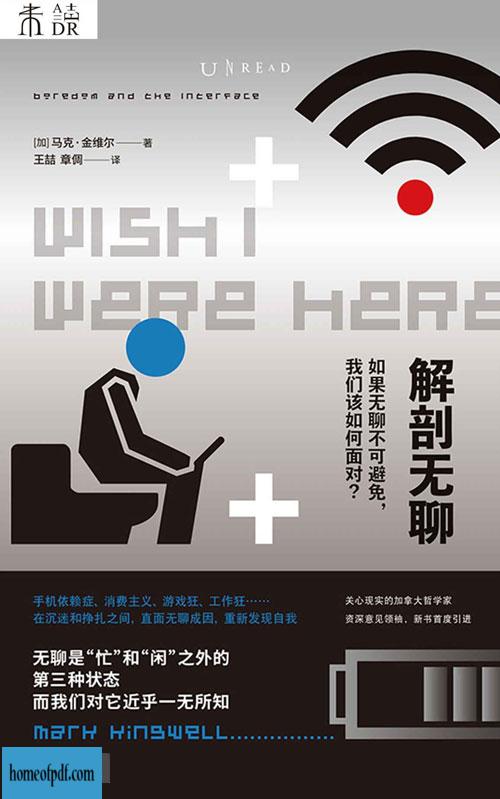 未讀
UNREAD
boredom and the interface
[加]马克·金维尔——著
王喆 章倜——译
WISH I
WERE HERE
解剖无聊
如果无聊不可避免，
我们该如何面对？
手机依赖症、消费主义、游戏狂、工作狂……
在沉迷和挣扎之间，直面无聊成因，重新发现自我
关心现实的加拿大哲学家
资深意见领袖，新书首度引进
无聊是“忙”和“闲”之外的
第三种状态
而我们对它近乎一无所知
MARK KINGWELL................
homeofpdf.com